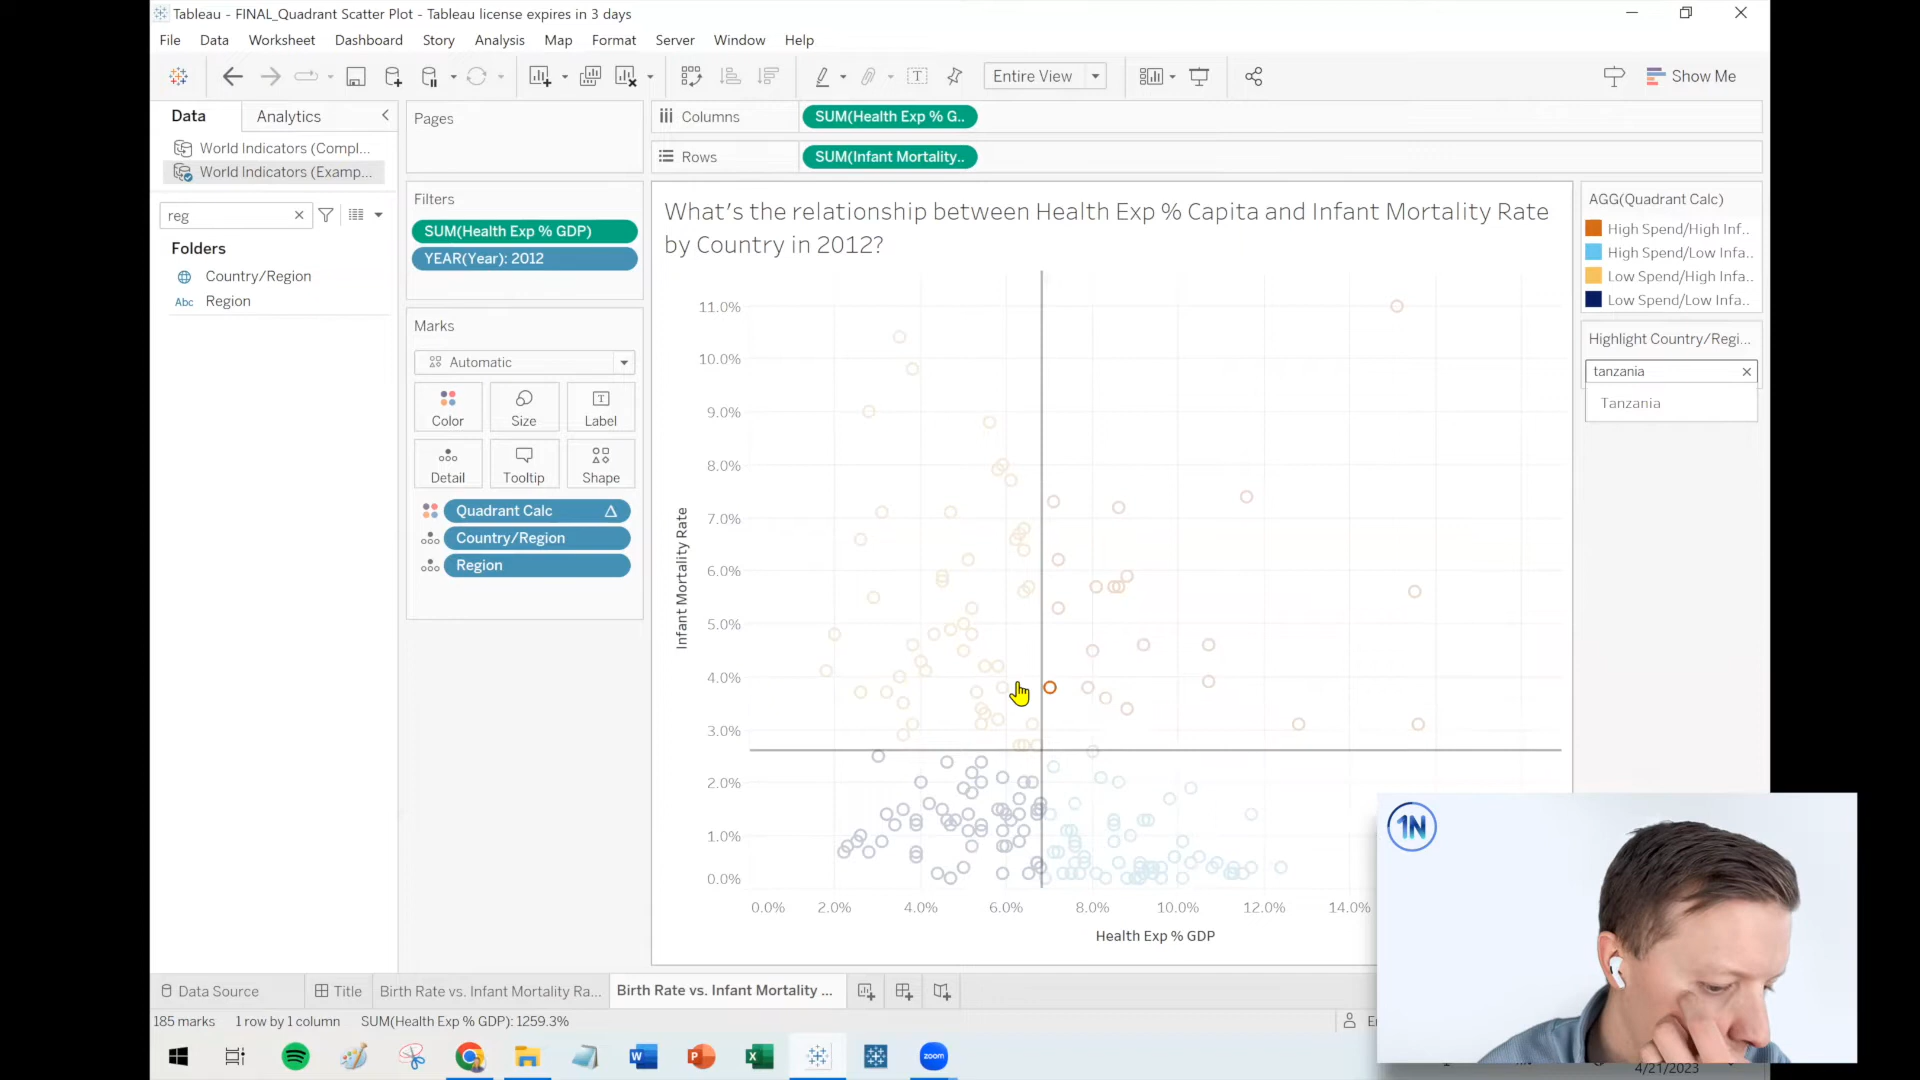 Tableau - FINAL_Quadrant Scatter Plot - Tableau license expires in 3 days
File Data Worksheet Dashboard Story Analysis Map Format Server Window Help
Entire View
Show Me
Data Analytics
World Indicators (Compl...
World Indicators (Examp...
reg
Folders
Country/Region
Abc Region
Pages
Filters
SUM(Health Exp % GDP)
YEAR(Year): 2012
Marks
Automatic
Color Size Label
Detail Tooltip Shape
Quadrant Calc
Country/Region
Region
Columns SUM(Health Exp % G..
Rows SUM(Infant Mortality..
What's the relationship between Health Exp % Capita and Infant Mortality Rate
by Country in 2012?
11.0%
10.0%
9.0%
8.0%
7.0%
6.0%
5.0%
4.0%
3.0%
2.0%
1.0%
0.0%
Infant Mortality Rate
0.0% 2.0% 4.0% 6.0% 8.0% 10.0% 12.0% 14.0%
Health Exp % GDP
AGG(Quadrant Calc)
High Spend/High Inf..
High Spend/Low Infa..
Low Spend/High Infa..
Low Spend/Low Infa..
Highlight Country/Regi...
tanzania
Tanzania
1N
Data Source Title Birth Rate vs. Infant Mortality Ra... Birth Rate vs. Infant Mortality ...
185 marks 1 row by 1 column SUM(Health Exp % GDP): 1259.3%
zoom
4/21/2023